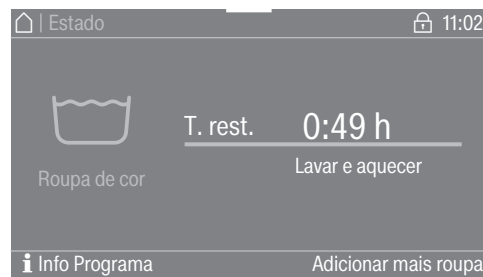 | Estado 11:02
T. rest. 0:49 h
Lavar e aquecer
Roupa de cor
i Info Programa Adicionar mais roupa